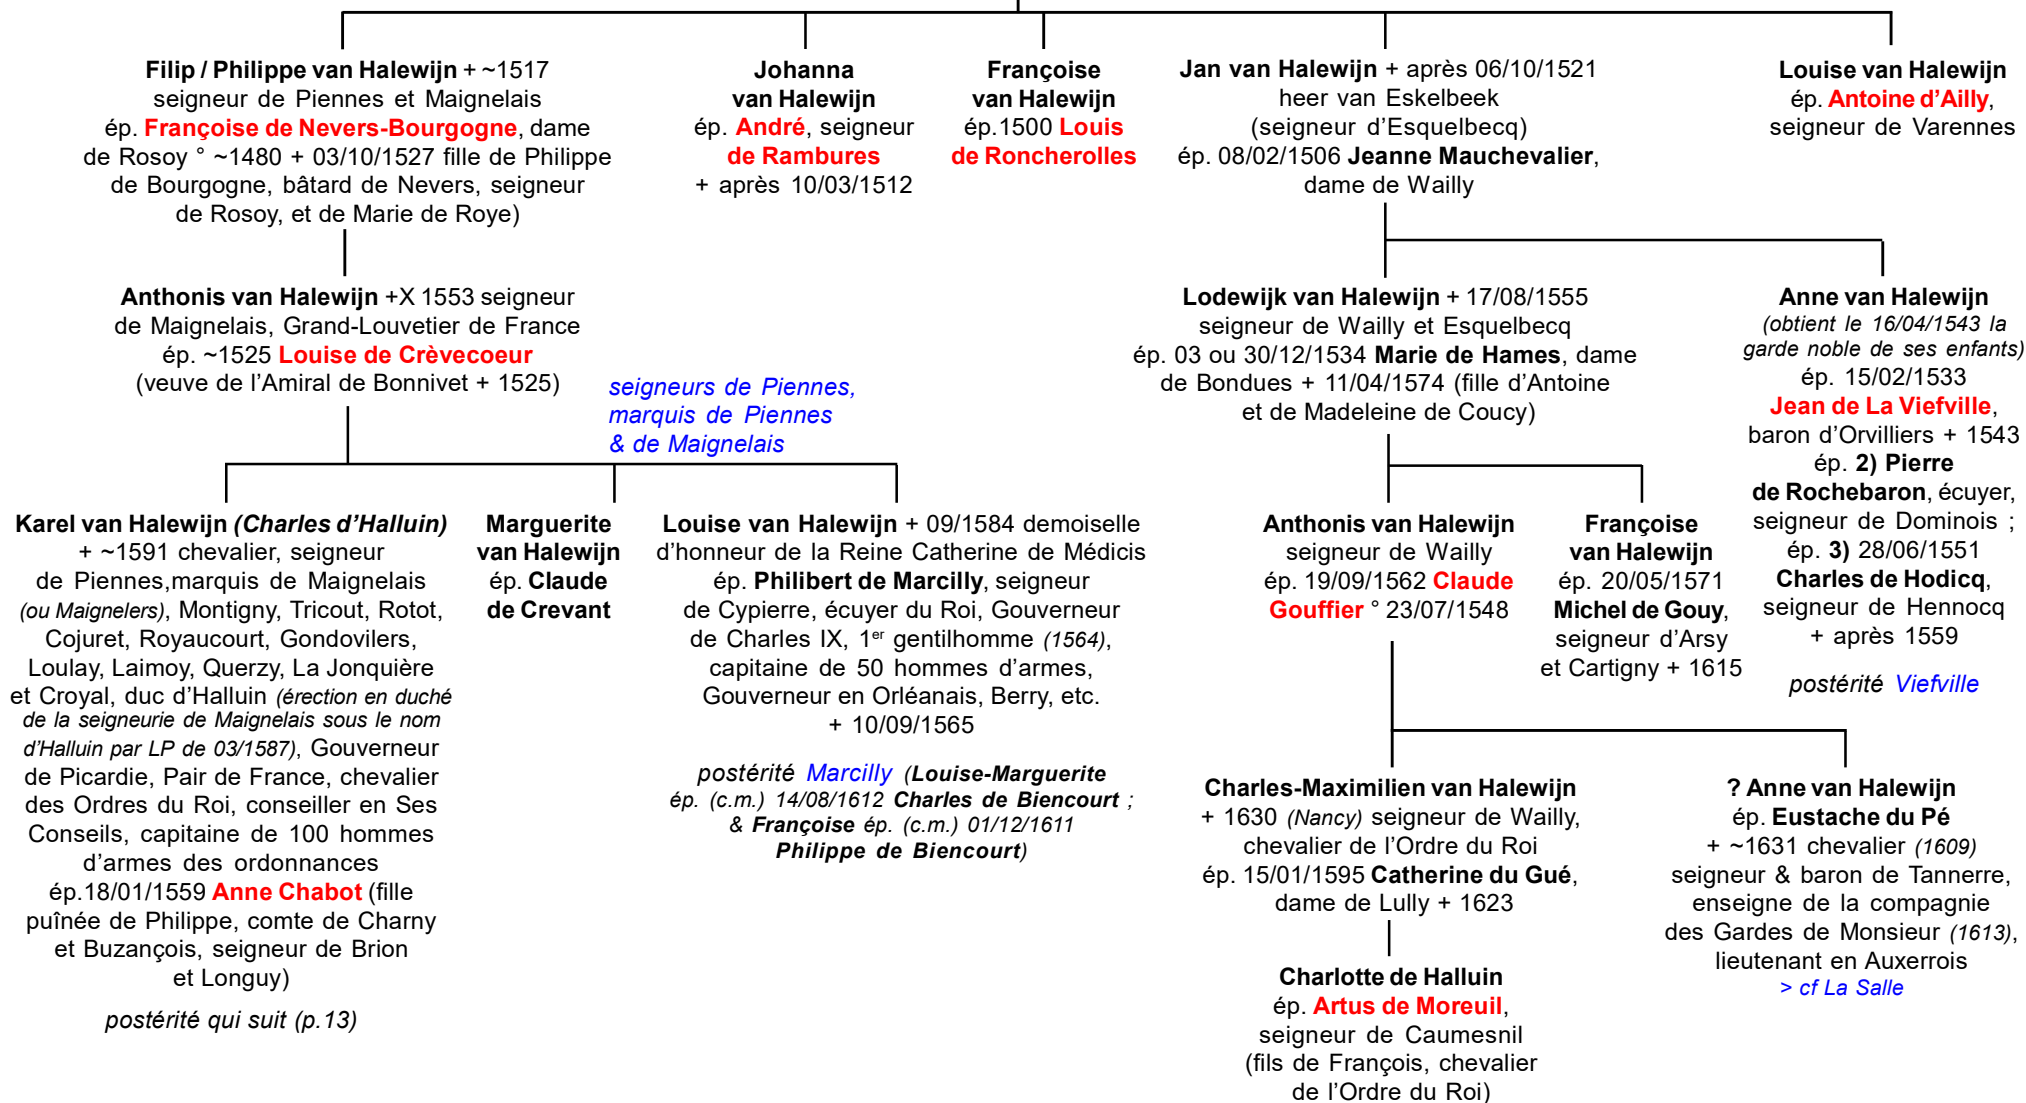 Filip / Philippe van Halewijn + ~1517
seigneur de Piennes et Maignelais
ép. Françoise de Nevers-Bourgogne, dame
de Rosoy ° ~1480 + 03/10/1527 fille de Philippe
de Bourgogne, bâtard de Nevers, seigneur
de Rosoy, et de Marie de Roye)
Johanna
van Halewijn
ép. André, seigneur
de Rambures
+ après 10/03/1512
Françoise
van Halewijn
ép.1500 Louis
de Roncherolles
Jan van Halewijn + après 06/10/1521
heer van Eskelbeek
(seigneur d’Esquelbecq)
ép. 08/02/1506 Jeanne Mauchevalier,
dame de Wailly
Louise van Halewijn
ép. Antoine d’Ailly,
seigneur de Varennes
Anthonis van Halewijn +X 1553 seigneur
de Maignelais, Grand-Louvetier de France
ép. ~1525 Louise de Crèvecoeur
(veuve de l’Amiral de Bonnivet + 1525)
seigneurs de Piennes,
marquis de Piennes
& de Maignelais
Lodewijk van Halewijn + 17/08/1555
seigneur de Wailly et Esquelbecq
ép. 03 ou 30/12/1534 Marie de Hames, dame
de Bondues + 11/04/1574 (fille d’Antoine
et de Madeleine de Coucy)
Anne van Halewijn
(obtient le 16/04/1543 la
garde noble de ses enfants)
ép. 15/02/1533
Jean de La Viefville,
baron d’Orvilliers + 1543
ép. 2) Pierre
de Rochebaron, écuyer,
seigneur de Dominois ;
ép. 3) 28/06/1551
Charles de Hodicq,
seigneur de Hennocq
+ après 1559
postérité Viefville
Karel van Halewijn (Charles d’Halluin)
+ ~1591 chevalier, seigneur
de Piennes,marquis de Maignelais
(ou Maignelers), Montigny, Tricout, Rotot,
Cojuret, Royaucourt, Gondovilers,
Loulay, Laimoy, Querzy, La Jonquière
et Croyal, duc d’Halluin (érection en duché
de la seigneurie de Maignelais sous le nom
d’Halluin par LP de 03/1587), Gouverneur
de Picardie, Pair de France, chevalier
des Ordres du Roi, conseiller en Ses
Conseils, capitaine de 100 hommes
d’armes des ordonnances
ép.18/01/1559 Anne Chabot (fille
puînée de Philippe, comte de Charny
et Buzançois, seigneur de Brion
et Longuy)
postérité qui suit (p.13)
Marguerite
van Halewijn
ép. Claude
de Crevant
Louise van Halewijn + 09/1584 demoiselle
d’honneur de la Reine Catherine de Médicis
ép. Philibert de Marcilly, seigneur
de Cypierre, écuyer du Roi, Gouverneur
de Charles IX, 1er gentilhomme (1564),
capitaine de 50 hommes d’armes,
Gouverneur en Orléanais, Berry, etc.
+ 10/09/1565
postérité Marcilly (Louise-Marguerite
ép. (c.m.) 14/08/1612 Charles de Biencourt ;
& Françoise ép. (c.m.) 01/12/1611
Philippe de Biencourt)
Anthonis van Halewijn
seigneur de Wailly
ép. 19/09/1562 Claude
Gouffier ° 23/07/1548
Françoise
van Halewijn
ép. 20/05/1571
Michel de Gouy,
seigneur d’Arsy
et Cartigny + 1615
Charles-Maximilien van Halewijn
+ 1630 (Nancy) seigneur de Wailly,
chevalier de l’Ordre du Roi
ép. 15/01/1595 Catherine du Gué,
dame de Lully + 1623
? Anne van Halewijn
ép. Eustache du Pé
+ ~1631 chevalier (1609)
seigneur & baron de Tannerre,
enseigne de la compagnie
des Gardes de Monsieur (1613),
lieutenant en Auxerrois
> cf La Salle
Charlotte de Halluin
ép. Artus de Moreuil,
seigneur de Caumesnil
(fils de François, chevalier
de l’Ordre du Roi)